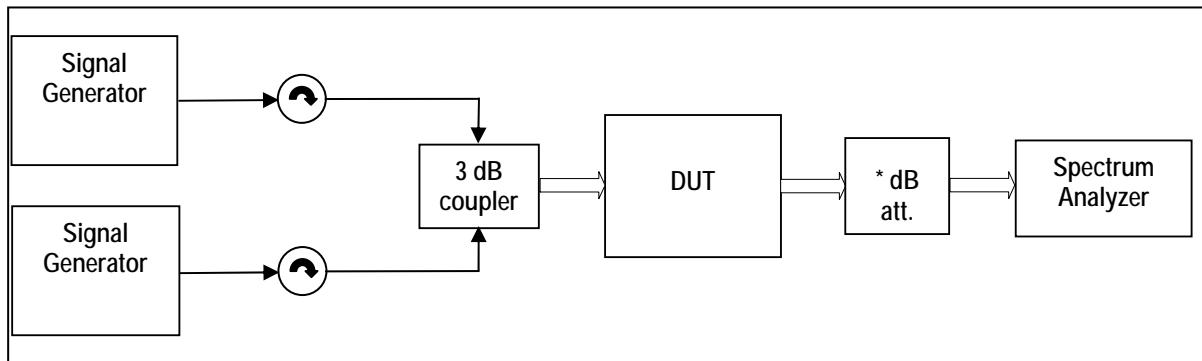 Signal
Generator
3 dB
coupler
DUT
* dB
att.
Spectrum
Analyzer
Signal
Generator